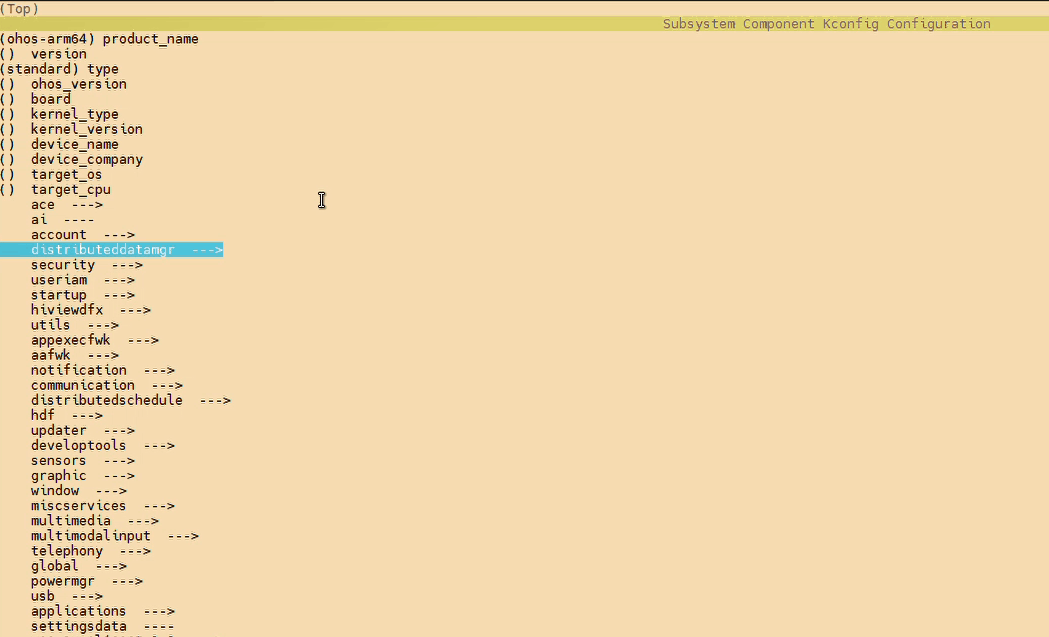 (Top)
Subsystem Component Kconfig Configuration
(ohos-arm64) product_name
() version
(standard) type
() ohos_version
() board
() kernel_type
() kernel_version
() device_name
() device_company
() target_os
() target_cpu
ace --->
ai ----
account --->
distributeddatamgr --->
security --->
useriam --->
startup --->
hiviewdfx --->
utils --->
appexecfwk --->
aafwk --->
notification --->
communication --->
distributedschedule --->
hdf --->
updater --->
developtools --->
sensors --->
graphic --->
window --->
miscservices --->
multimedia --->
multimodalinput --->
telephony --->
global --->
powermgr --->
usb --->
applications --->
settingsdata ----